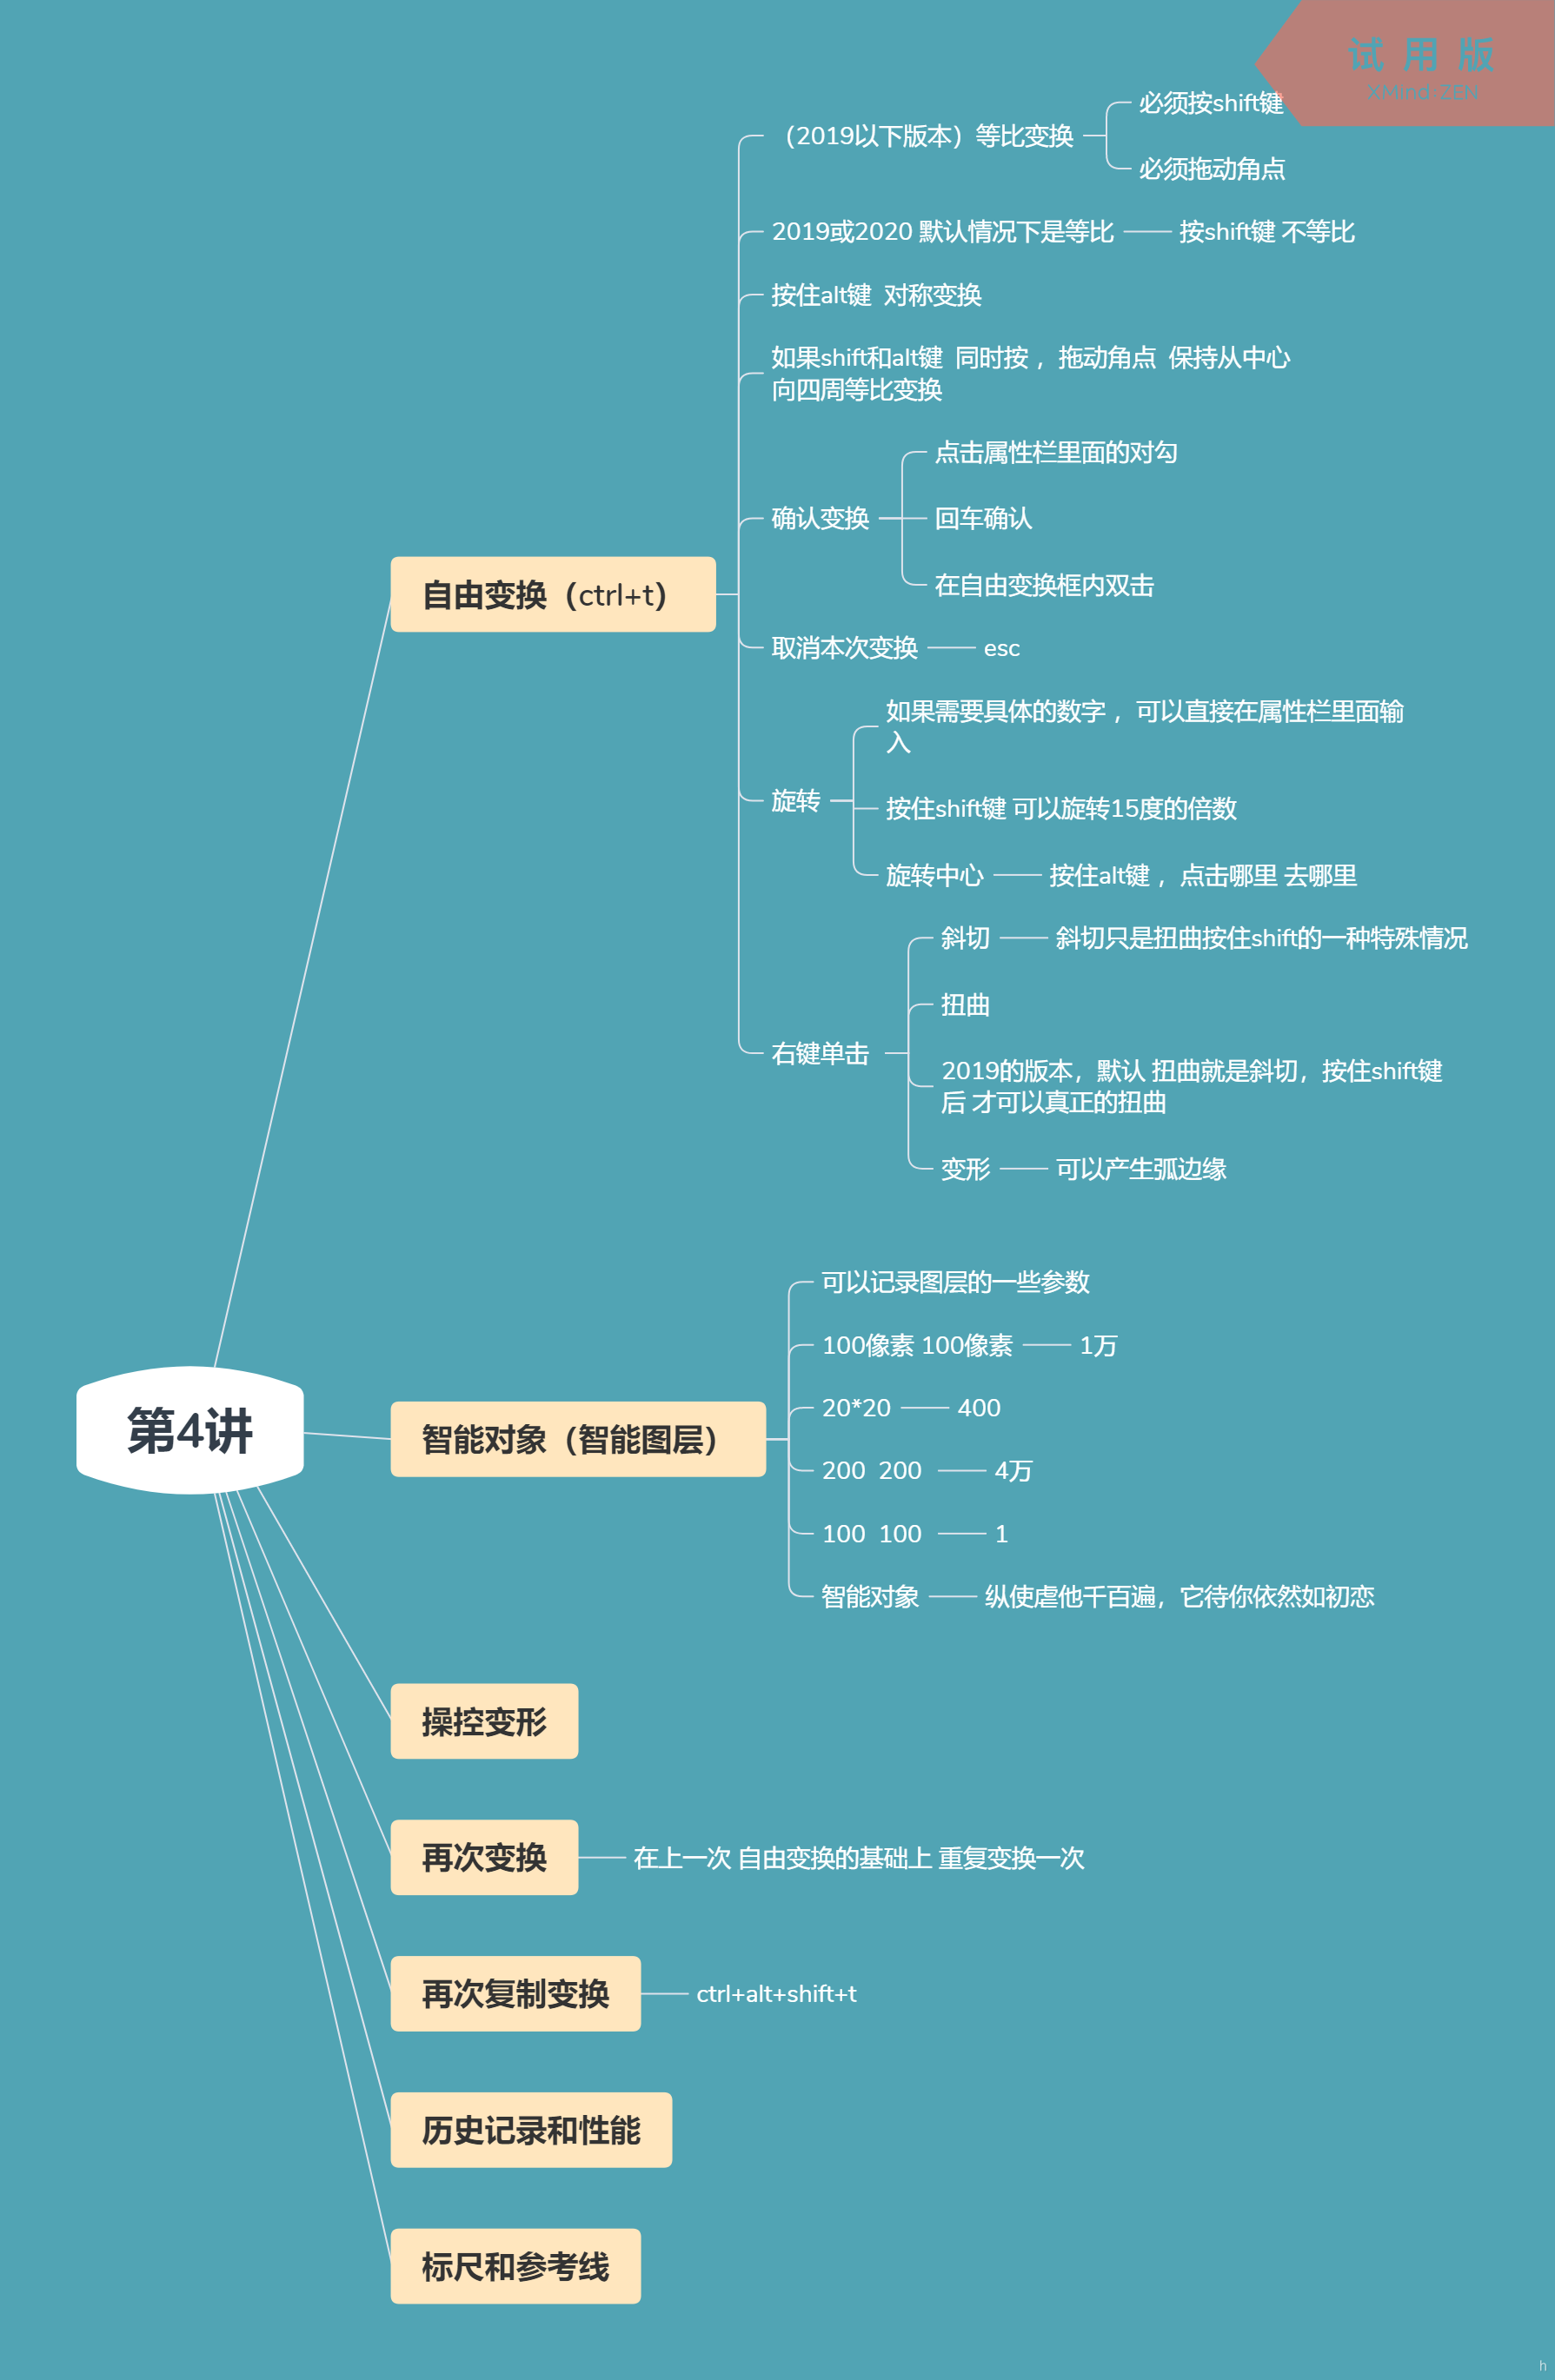 试 用 版
XMind:ZEN
必须按shift键
（2019以下版本）等比变换
必须拖动角点
2019或2020 默认情况下是等比
按shift键 不等比
按住alt键 对称变换
如果shift和alt键 同时按 ，拖动角点 保持从中心
向四周等比变换
点击属性栏里面的对勾
确认变换
回车确认
在自由变换框内双击
自由变换（ctrl+t）
取消本次变换
esc
如果需要具体的数字 ，可以直接在属性栏里面输
入
旋转
按住shift键 可以旋转15度的倍数
旋转中心
按住alt键 ，点击哪里 去哪里
斜切
斜切只是扭曲按住shift的一种特殊情况
扭曲
右键单击
2019的版本，默认 扭曲就是斜切，按住shift键
后 才可以真正的扭曲
变形
可以产生弧边缘
第4讲
智能对象（智能图层）
可以记录图层的一些参数
100像素 100像素
1万
20*20
400
200 200
4万
100 100
1
智能对象
纵使虐他千百遍，它待你依然如初恋
操控变形
再次变换
在上一次 自由变换的基础上 重复变换一次
再次复制变换
ctrl+alt+shift+t
历史记录和性能
标尺和参考线
h